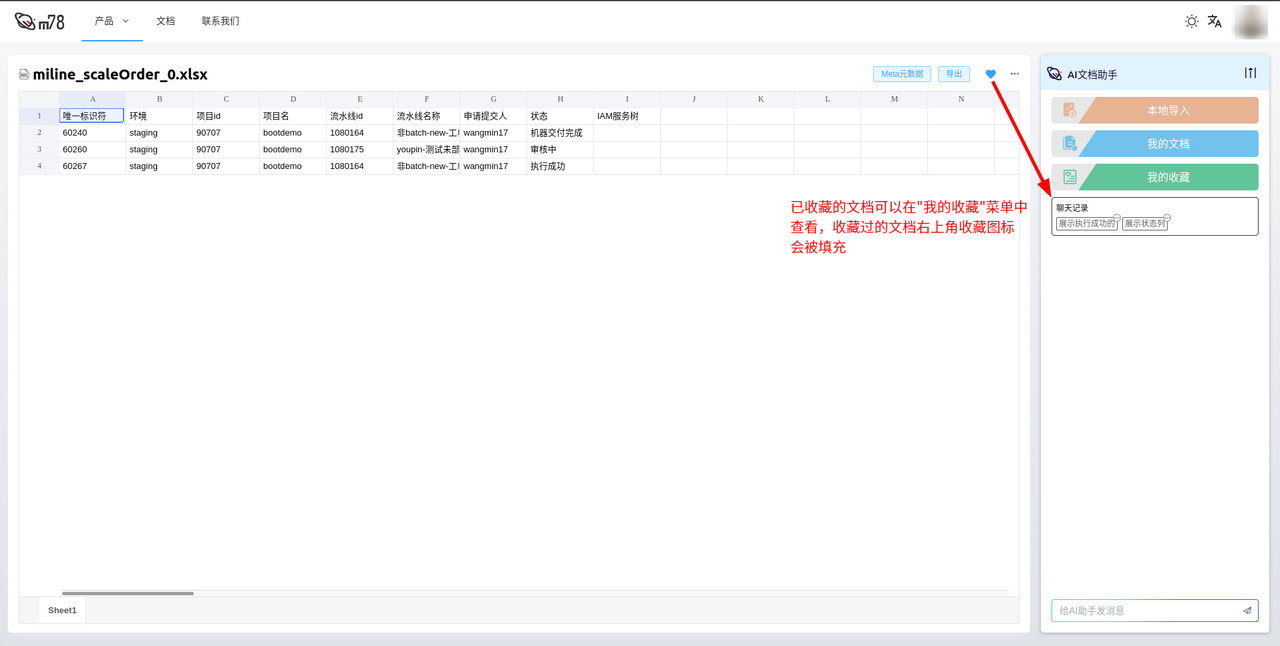 m78
产品
文档
联系我们
miline_scaleOrder_0.xlsx
Meta元数据
导出
A B C D E F G H I J K L M N
1 唯一标识符 环境 项目id 项目名 流水线id 流水线名称 申请提交人 状态 IAM服务树
2 60240 staging 90707 bootdemo 1080164 非batch-new-工 wangmin17 机器交付完成
3 60260 staging 90707 bootdemo 1080175 youpin-测试未部 wangmin17 审核中
4 60267 staging 90707 bootdemo 1080164 非batch-new-工 wangmin17 执行成功
已收藏的文档可以在"我的收藏"菜单中
查看，收藏过的文档右上角收藏图标
会被填充
Sheet1
AI文档助手
本地导入
我的文档
我的收藏
聊天记录
展示执行成功的 展示状态列
给AI助手发消息